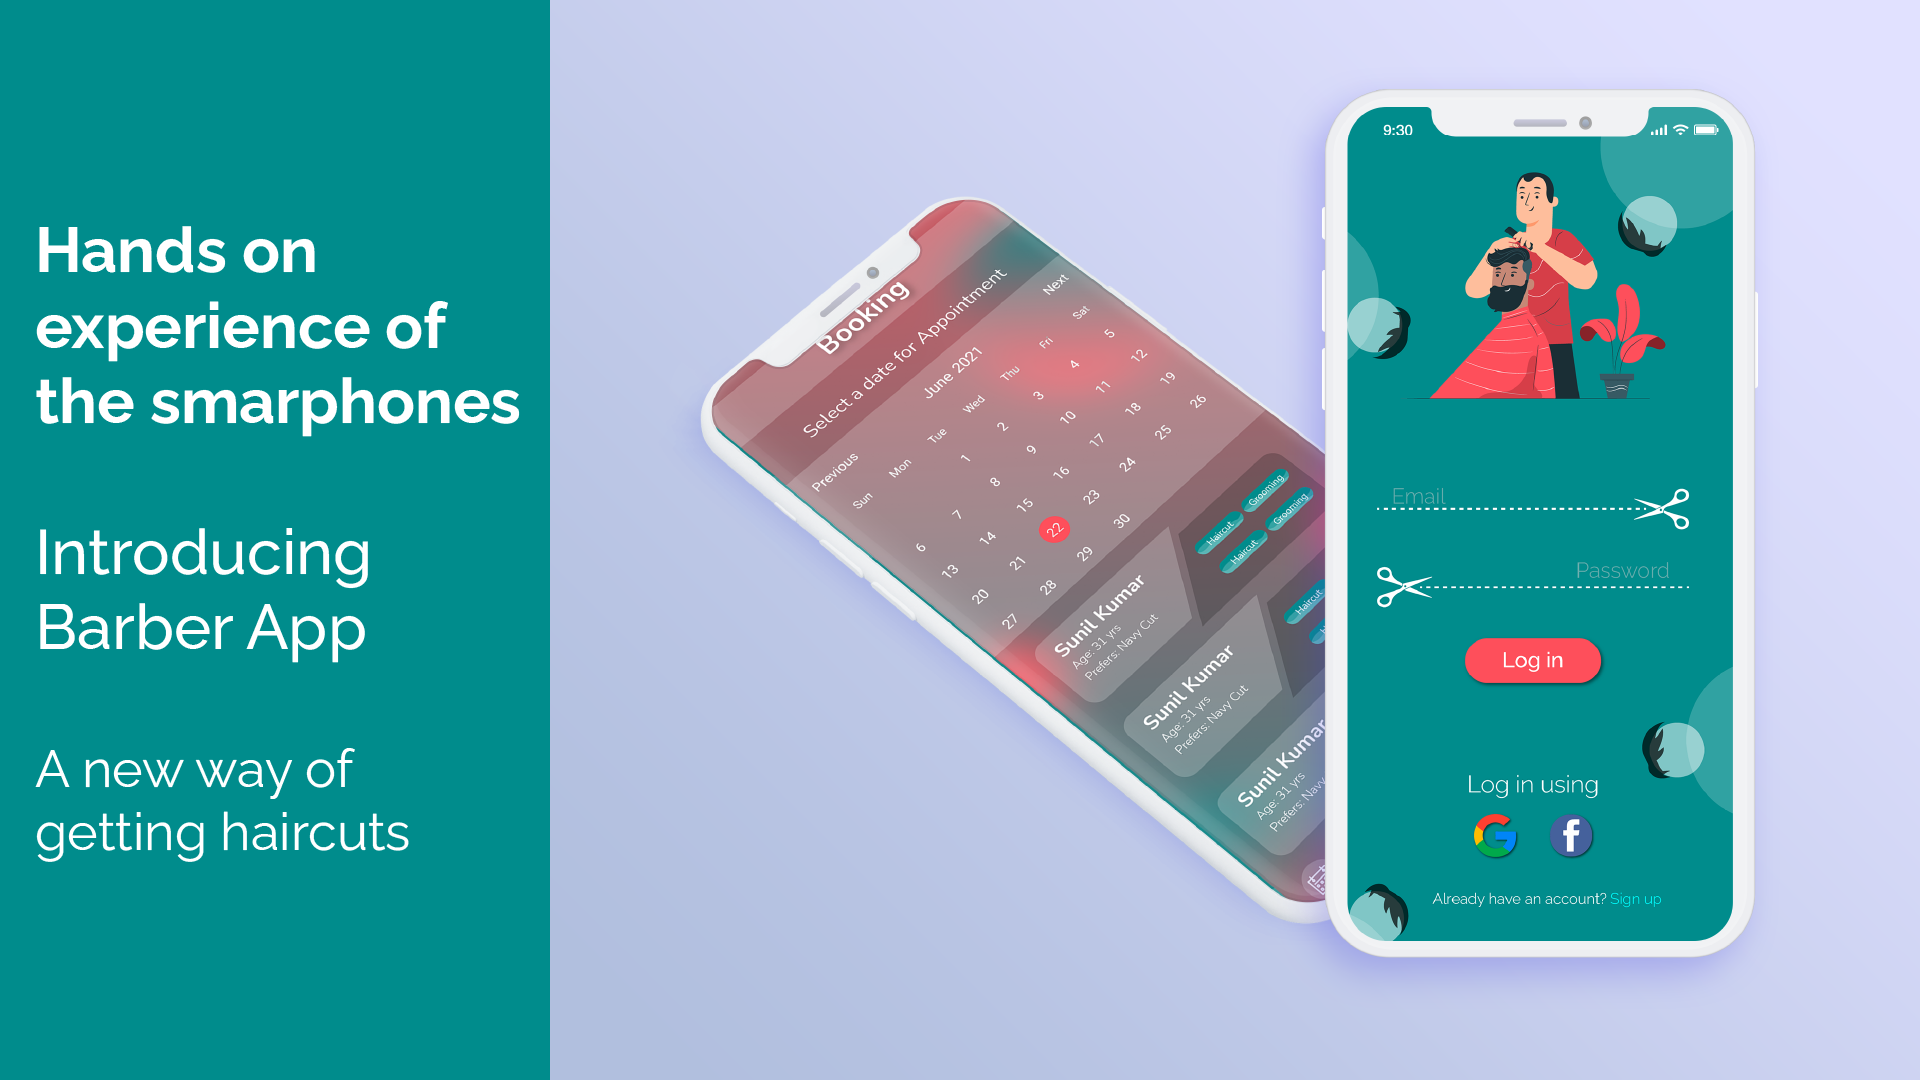 Hands on
experience of
the smarphones
Introducing
Barber App
A new way of
getting haircuts
Booking
Select a date for Appointment
Previous
June 2021
Next
Sun Mon Tue Wed Thu Fri Sat
1 2 3 4 5
6 7 8 9 10 11 12
13 14 15 16 17 18 19
20 21 22 23 24 25 26
27 28 29 30
Sunil Kumar
Age: 31 yrs
Prefers: Navy Cut
Haircut Grooming
Haircut Grooming
Sunil Kumar
Age: 31 yrs
Prefers: Navy Cut
Haircut
Sunil Kumar
Age: 31 yrs
Prefers: Navy
9:30
Email
Password
Log in
Log in using
Already have an account? Sign up